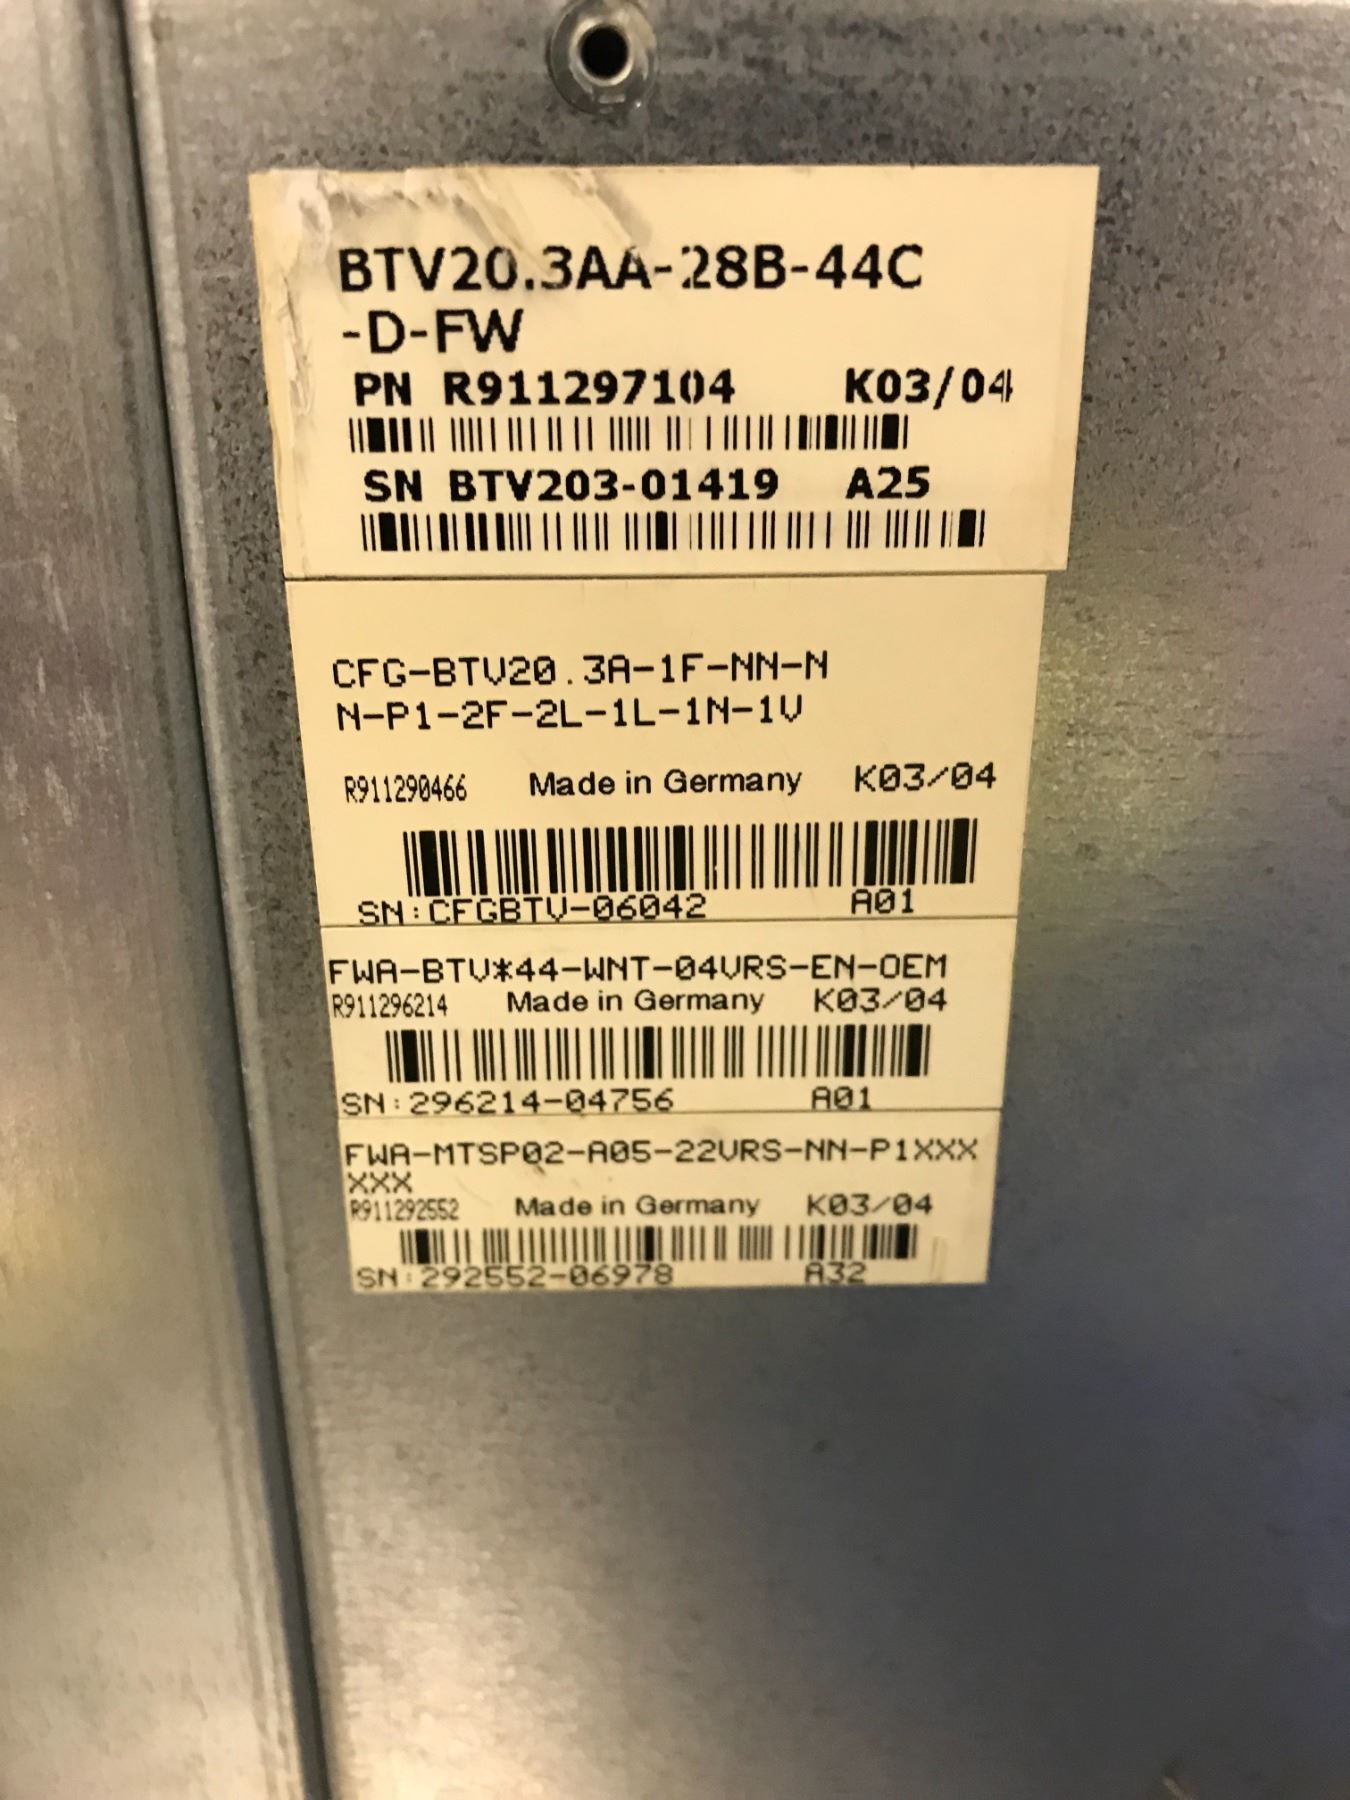 BTV20.3AA-28B-44C
-D-FW
PN R911297104 K03/04
SN BTV203-01419 A25
CFG-BTV20.3A-1F-NN-N
N-P1-2F-2L-1L-1N-1V
R911290466 Made in Germany K03/04
SN:CFGBTV-06042 A01
FWA-BTV*44-WNT-04VRS-EN-OEM
R911296214 Made in Germany K03/04
SN:296214-04756 A01
FWA-MTSP02-A05-22VRS-NN-P1XXX
XXX
R911292552 Made in Germany K03/04
SN:292552-06978 A32